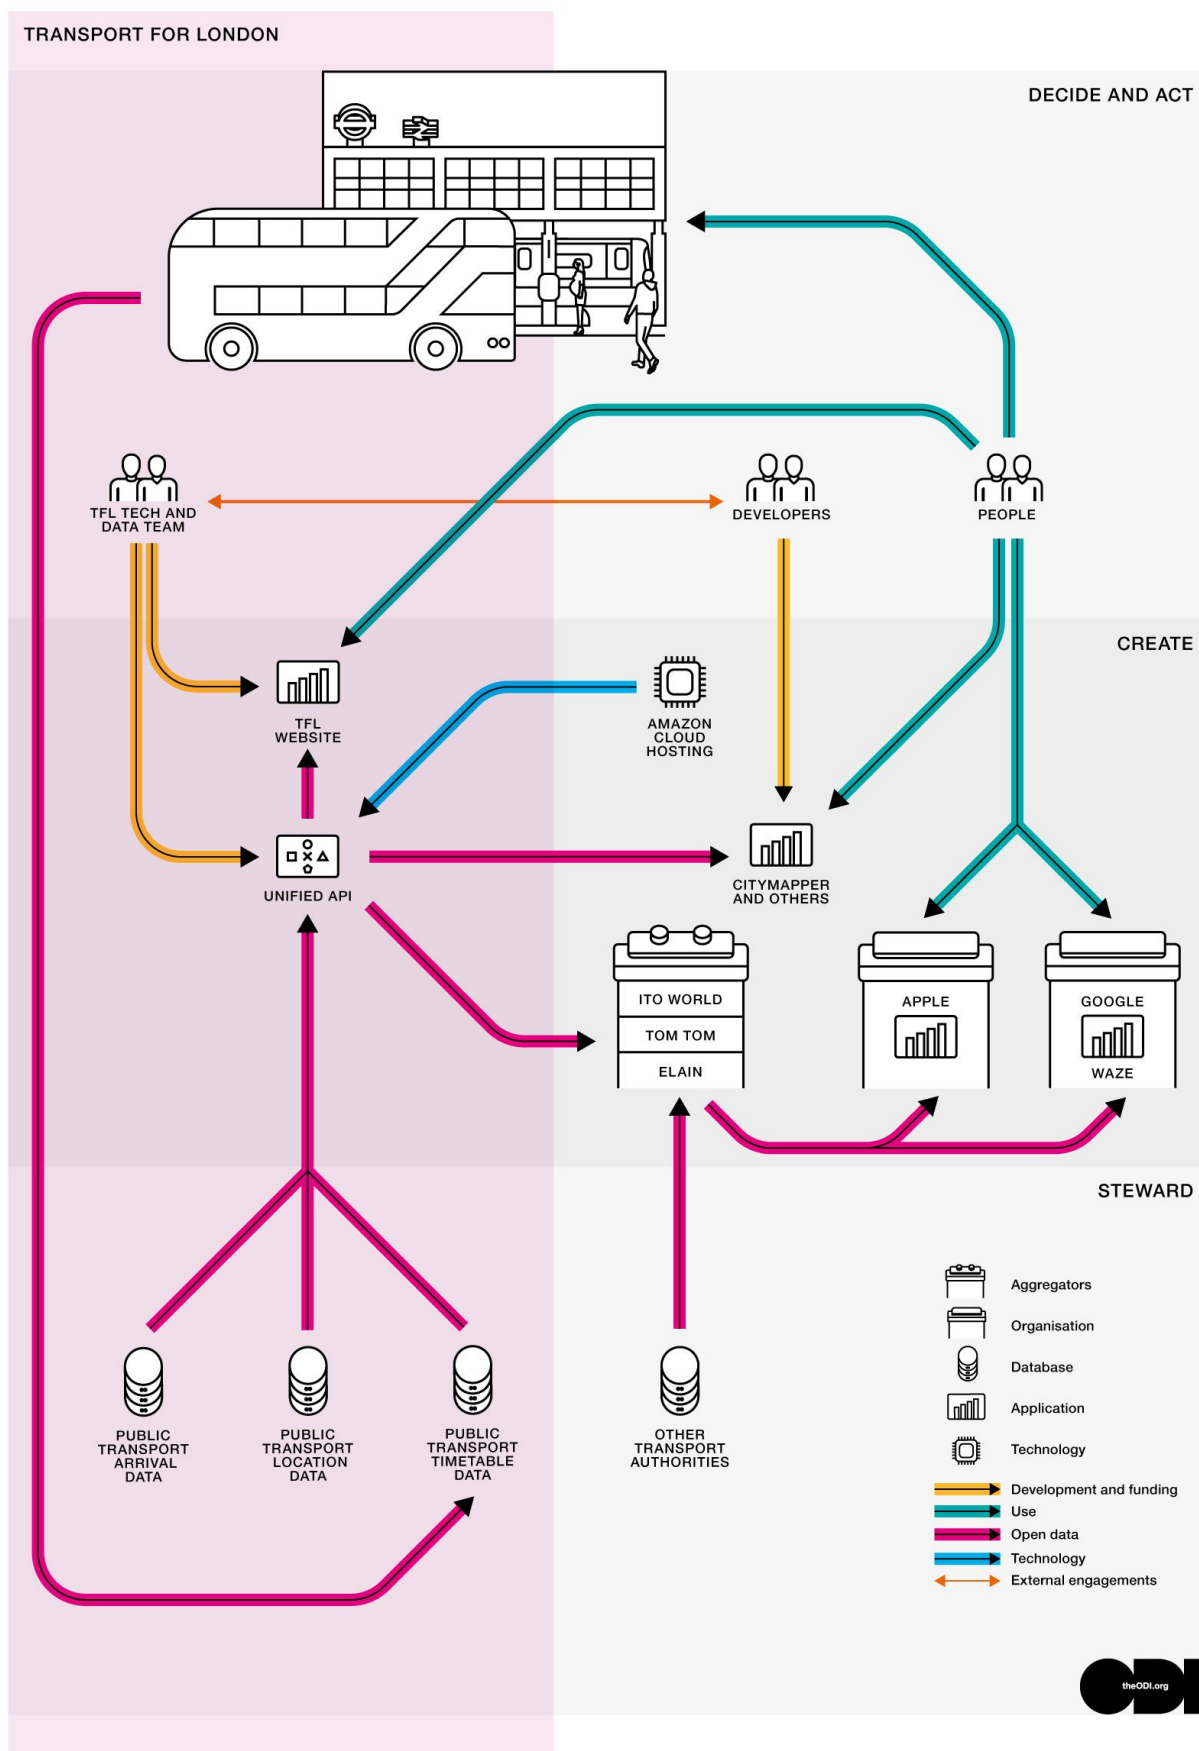 TRANSPORT FOR LONDON
DECIDE AND ACT
TFL TECH AND
DATA TEAM
DEVELOPERS
PEOPLE
CREATE
TFL
WEBSITE
AMAZON
CLOUD
HOSTING
UNIFIED API
CITYMAPPER
AND OTHERS
ITO WORLD
TOM TOM
ELAIN
APPLE
GOOGLE
WAZE
STEWARD
PUBLIC
TRANSPORT
ARRIVAL
DATA
PUBLIC
TRANSPORT
LOCATION
DATA
PUBLIC
TRANSPORT
TIMETABLE
DATA
OTHER
TRANSPORT
AUTHORITIES
Aggregators
Organisation
Database
Application
Technology
Development and funding
Use
Open data
Technology
External engagements
ODI
theODI.org